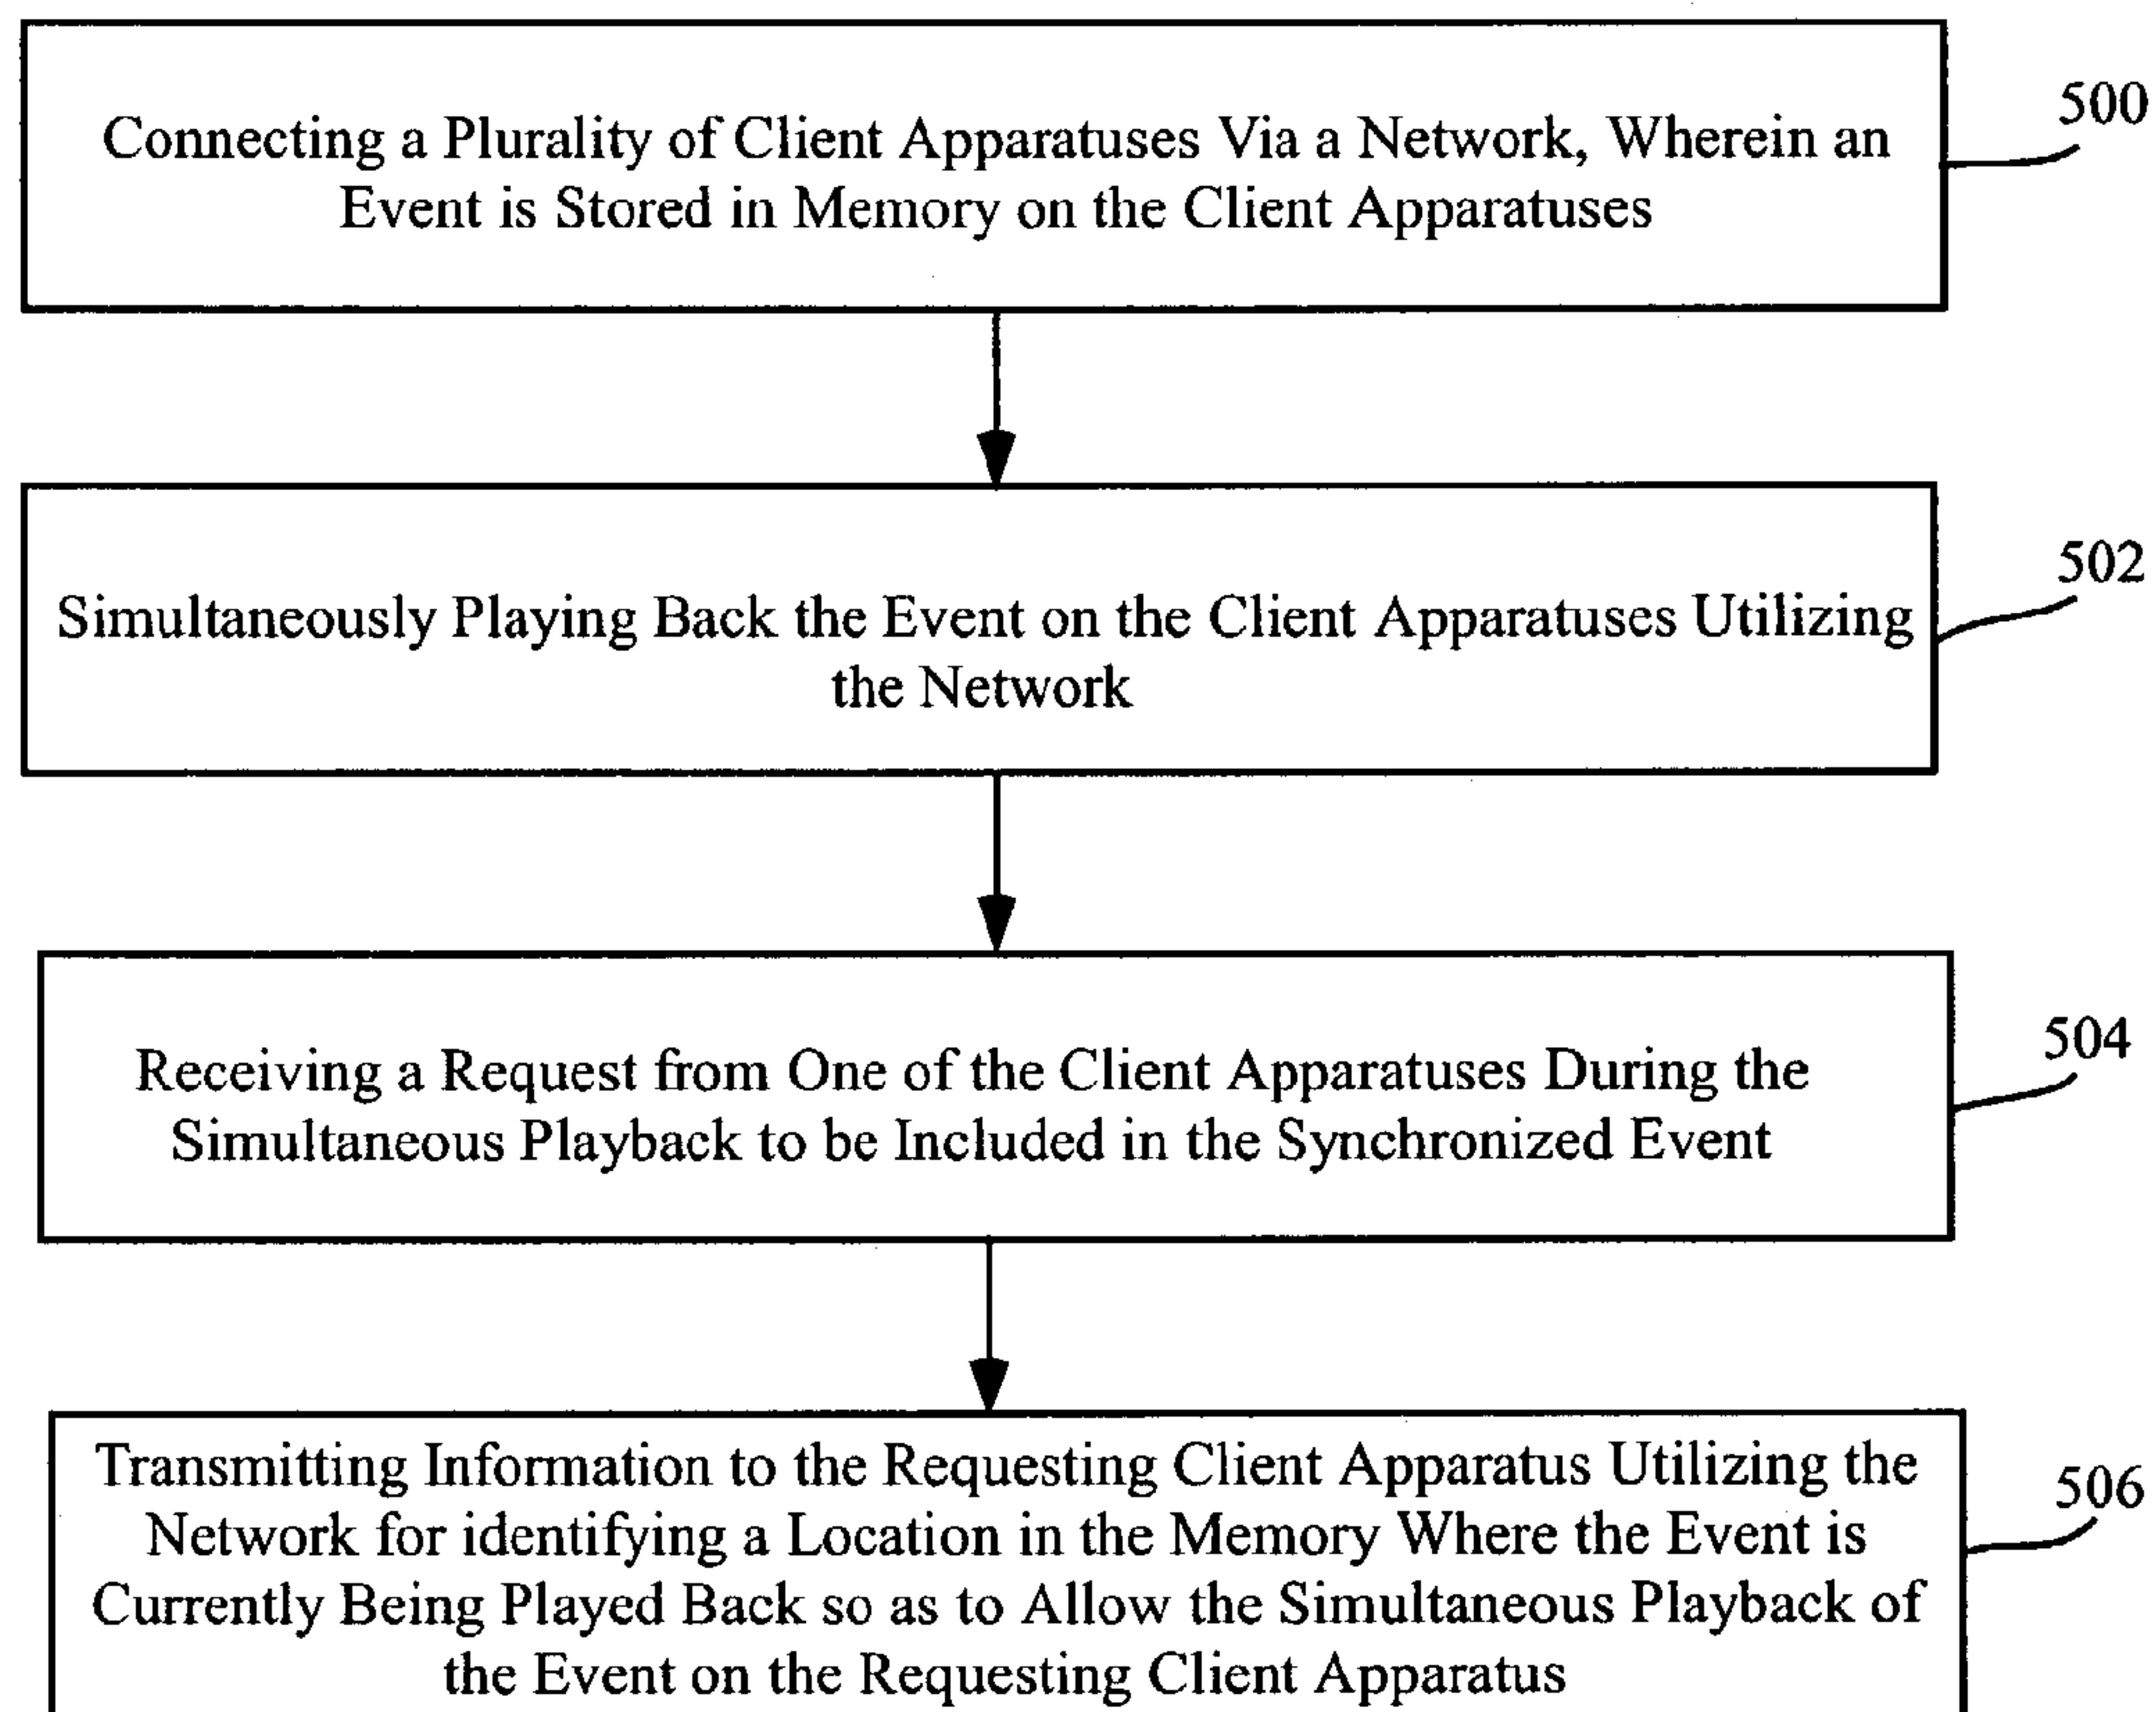 Connecting a Plurality of Client Apparatuses Via a Network, Wherein an
Event is Stored in Memory on the Client Apparatuses
500
Simultaneously Playing Back the Event on the Client Apparatuses Utilizing
the Network
502
Receiving a Request from One of the Client Apparatuses During the
Simultaneous Playback to be Included in the Synchronized Event
504
Transmitting Information to the Requesting Client Apparatus Utilizing the
Network for identifying a Location in the Memory Where the Event is
Currently Being Played Back so as to Allow the Simultaneous Playback of
the Event on the Requesting Client Apparatus
506